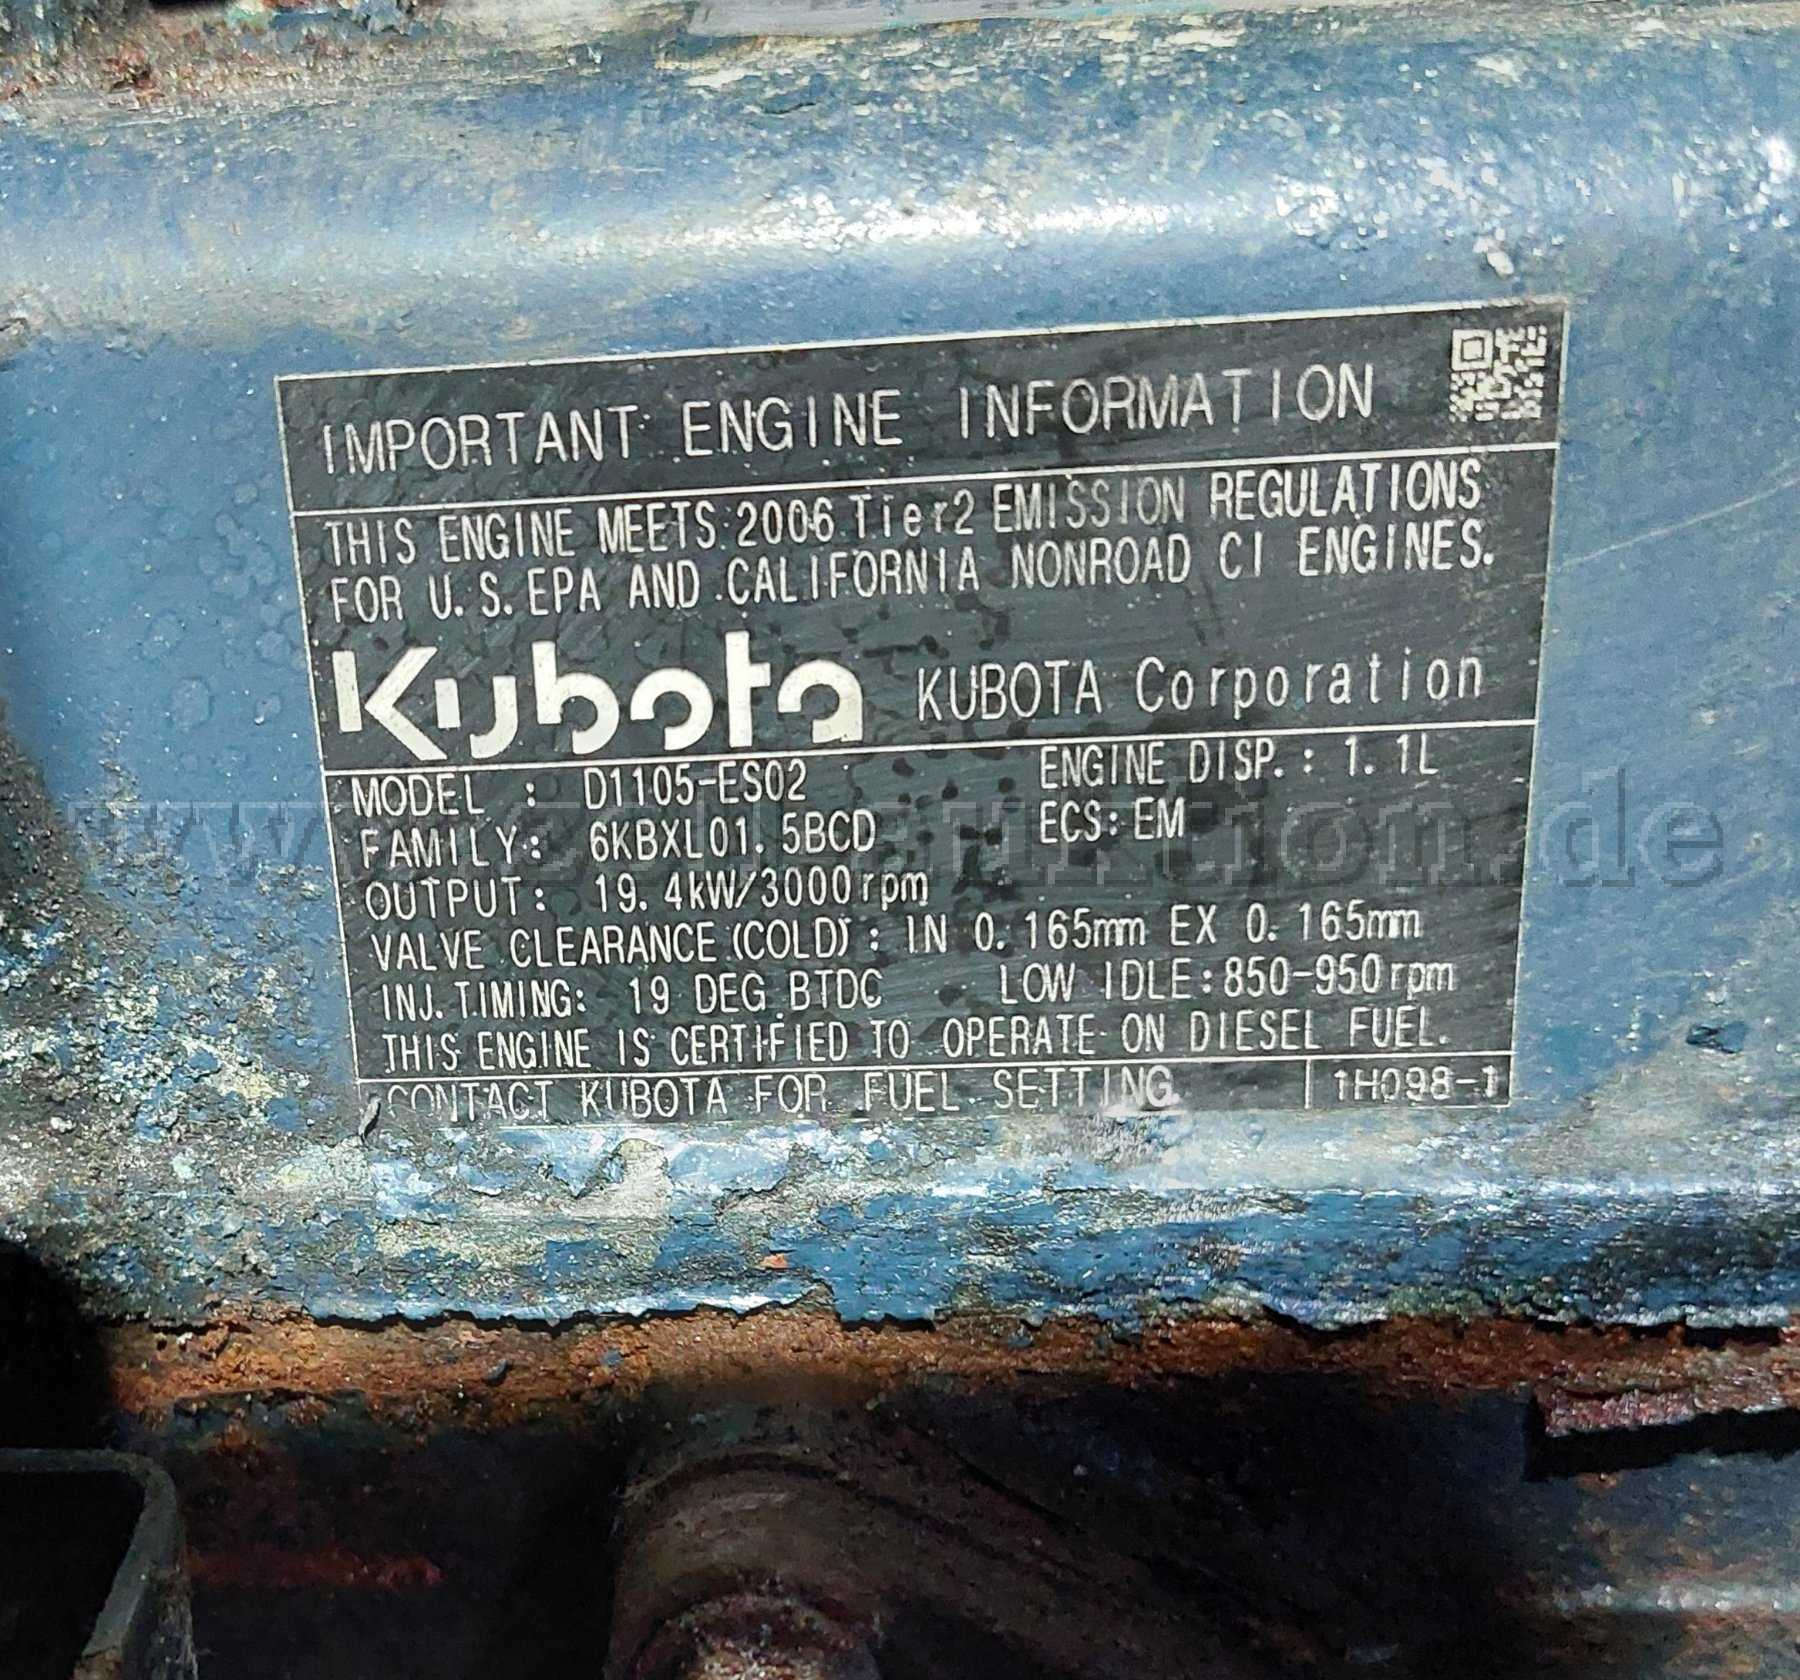 IMPORTANT ENGINE INFORMATION
THIS ENGINE MEETS 2006 Tier2 EMISSION REGULATIONS
FOR U.S. EPA AND CALIFORNIA NONROAD CI ENGINES.
Kubota KUBOTA Corporation
MODEL : D1105-ES02 ENGINE DISP. : 1.1L
FAMILY: 6KBXL01.5BCD ECS: EM
OUTPUT: 19.4kW/3000rpm
VALVE CLEARANCE (COLD) : IN 0.165mm EX 0.165mm
INJ. TIMING: 19 DEG BTDC LOW IDLE: 850-950rpm
THIS ENGINE IS CERTIFIED TO OPERATE ON DIESEL FUEL.
CONTACT KUBOTA FOR FUEL SETTING. 1H098-1